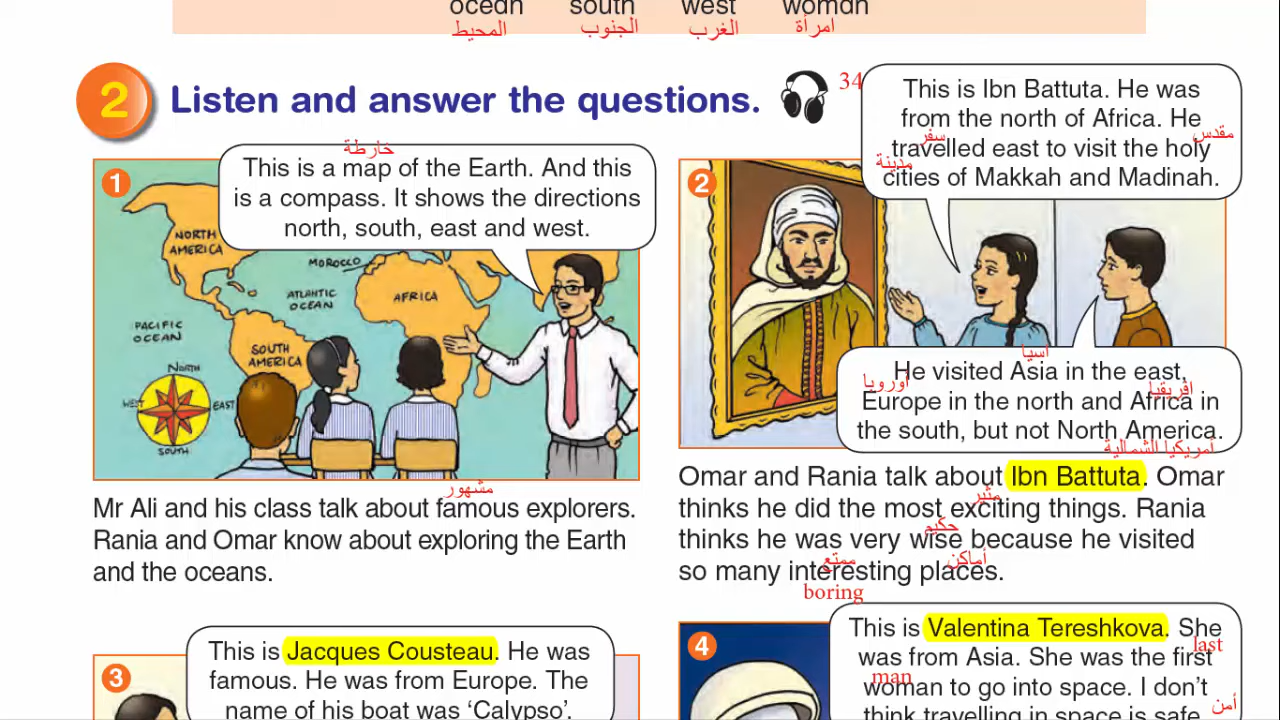 ocean south west woman
المحيط الجنوب الغرب امرأة
2 Listen and answer the questions. 34
1
خارطة
This is a map of the Earth. And this
is a compass. It shows the directions
north, south, east and west.
NORTH
AMERICA
MOROCCO
ATLANTIC
OCEAN
AFRICA
PACIFIC
OCEAN
SOUTH
AMERICA
NORTH
WEST EAST
SOUTH
مشهور
Mr Ali and his class talk about famous explorers.
Rania and Omar know about exploring the Earth
and the oceans.
2
This is Ibn Battuta. He was
from the north of Africa. He
سفر مقدس
travelled east to visit the holy
مدينة
cities of Makkah and Madinah.
أسيا
He visited Asia in the east,
اوروبا افريقيا
Europe in the north and Africa in
the south, but not North America.
أمريكيا الشمالية
Omar and Rania talk about Ibn Battuta. Omar
مثير
thinks he did the most exciting things. Rania
حكيم
thinks he was very wise because he visited
ممتع أماكن
so many interesting places.
boring
3
This is Jacques Cousteau. He was
famous. He was from Europe. The
name of his boat was ‘Calypso’.
4
This is Valentina Tereshkova. She
last
was from Asia. She was the first
man
woman to go into space. I don’t
أمن
think travelling in space is safe